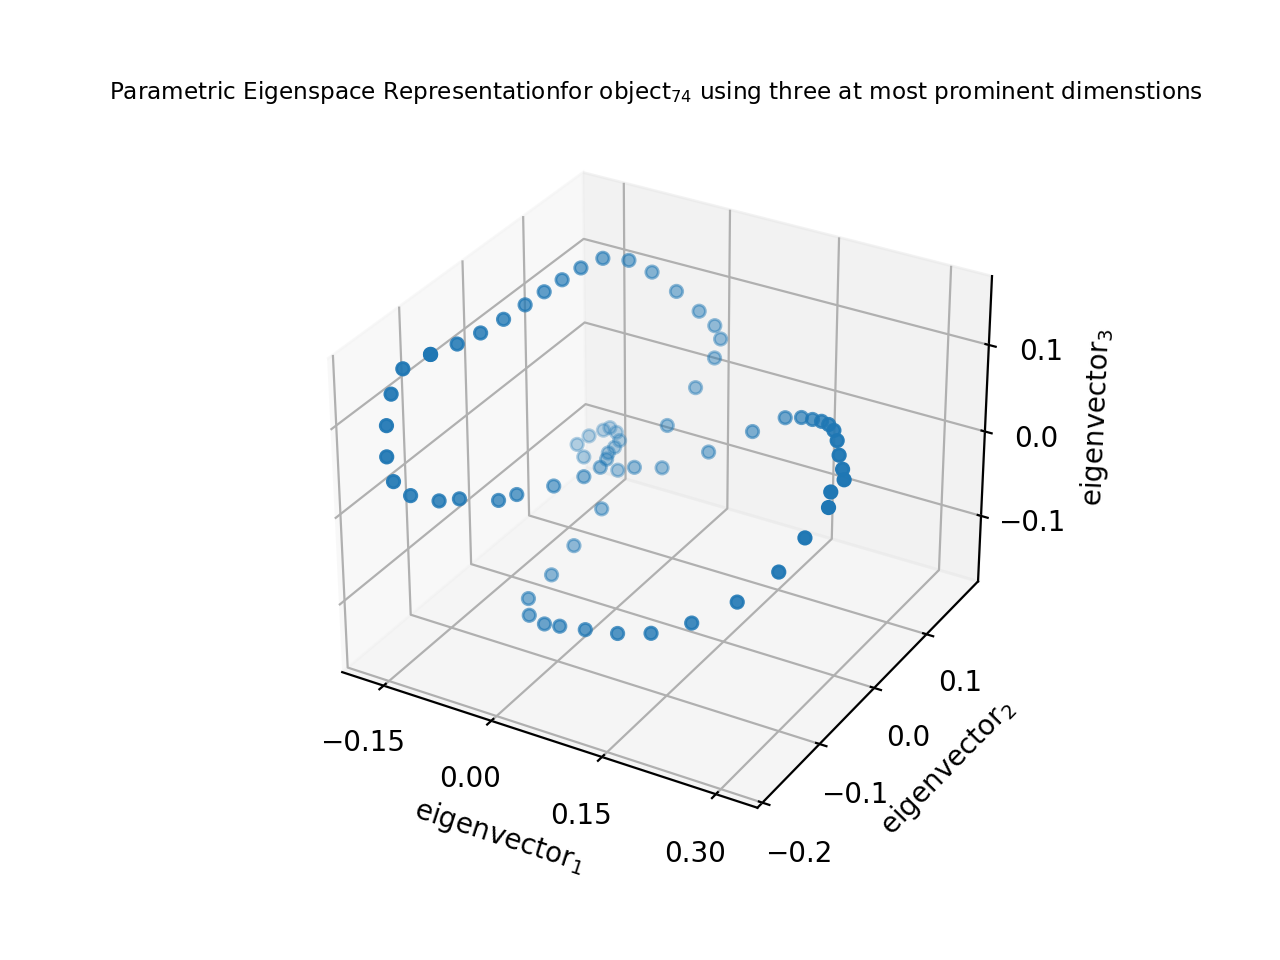 Parametric Eigenspace Representationfor object₇₄ using three at most prominent dimenstions
0.1
0.0
−0.1
eigenvector₃
0.1
0.0
−0.1
−0.2
eigenvector₂
−0.15
0.00
0.15
0.30
eigenvector₁